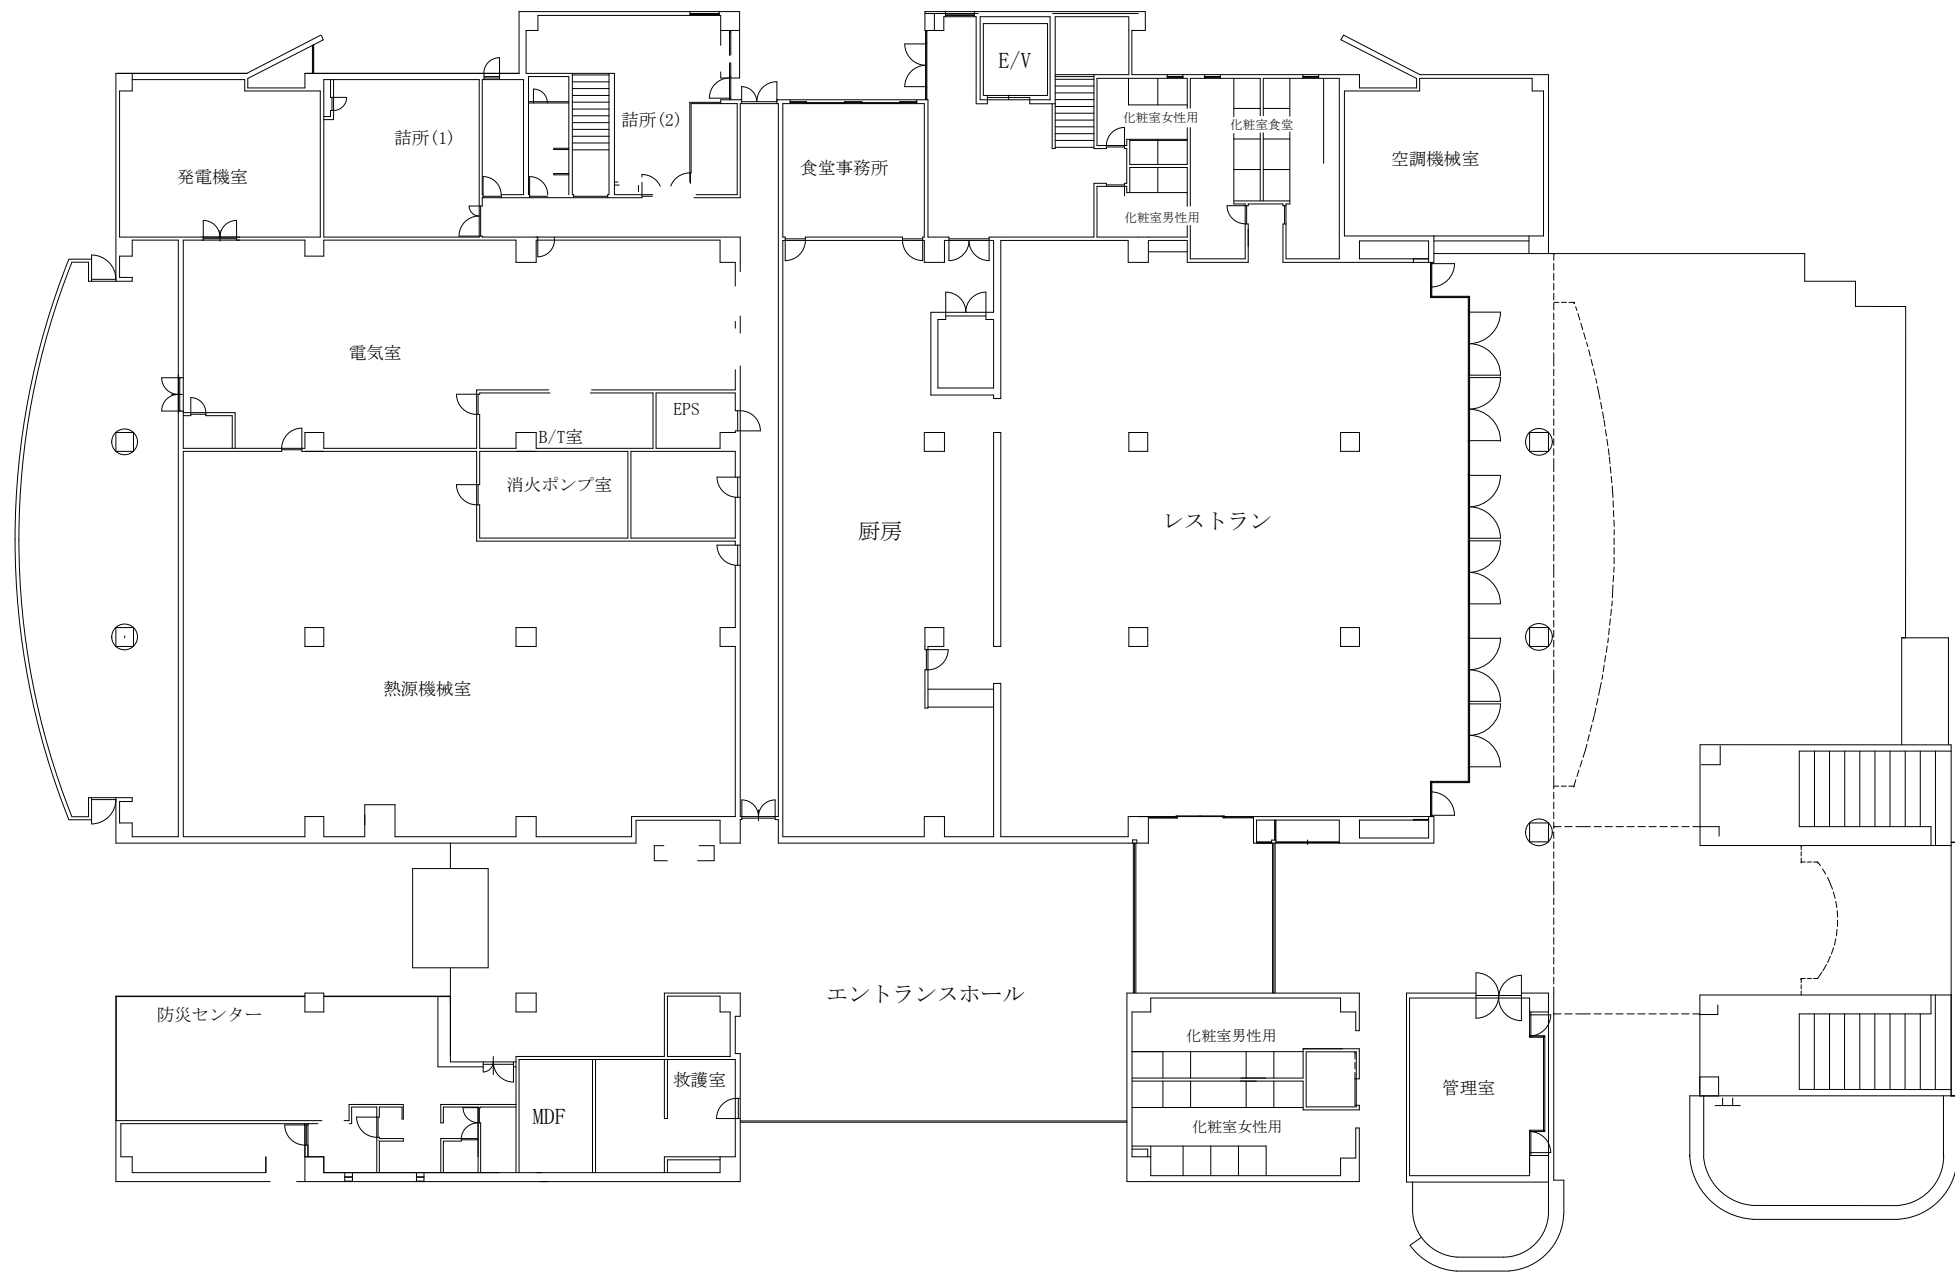 E/V
詰所(2)
化粧室女性用
化粧室食堂
詰所(1)
空調機械室
食堂事務所
発電機室
化粧室男性用
電気室
EPS
B/T室
消火ポンプ室
レストラン
厨房
熱源機械室
エントランスホール
防災センター
化粧室男性用
救護室
管理室
MDF
化粧室女性用